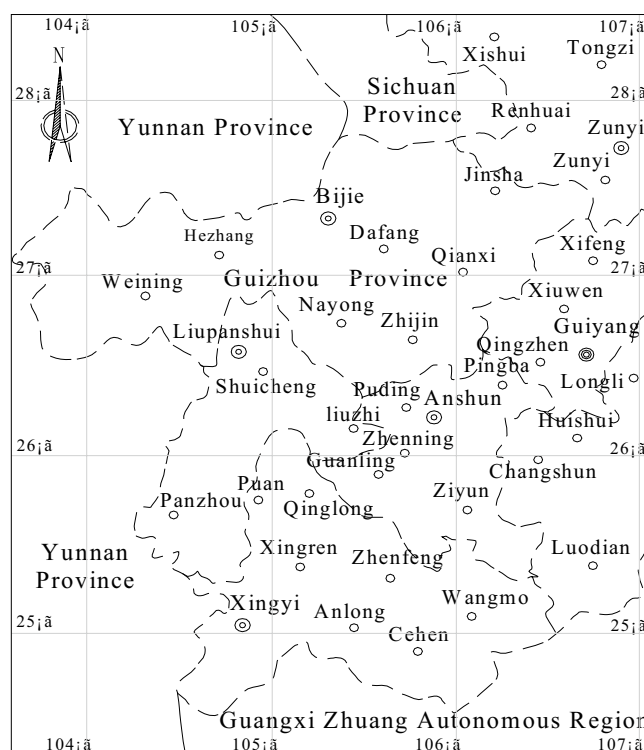 104¡ã 105¡ã 106¡ã 107¡ã
N
Xishui
Tongzi
28¡ã 28¡ã
Sichuan
Province
Renhuai
Yunnan Province
Zunyi
Zunyi
Jinsha
Bijie
Hezhang
Dafang
Qianxi
Xifeng
27¡ã 27¡ã
Weining
Guizhou Province
Xiuwen
Nayong
Liupanshui
Zhijin
Guiyang
Qingzhen
Pingba
Shuicheng
Longli
Puding
Anshun
liuzhi
Huishui
Zhenning
26¡ã 26¡ã
Guanling
Changshun
Puan
Panzhou
Qinglong
Ziyun
Yunnan
Province
Xingren
Zhenfeng
Luodian
Xingyi
Anlong
Wangmo
25¡ã 25¡ã
Cehen
Guangxi Zhuang Autonomous Region
104¡ã 105¡ã 106¡ã 107¡ã